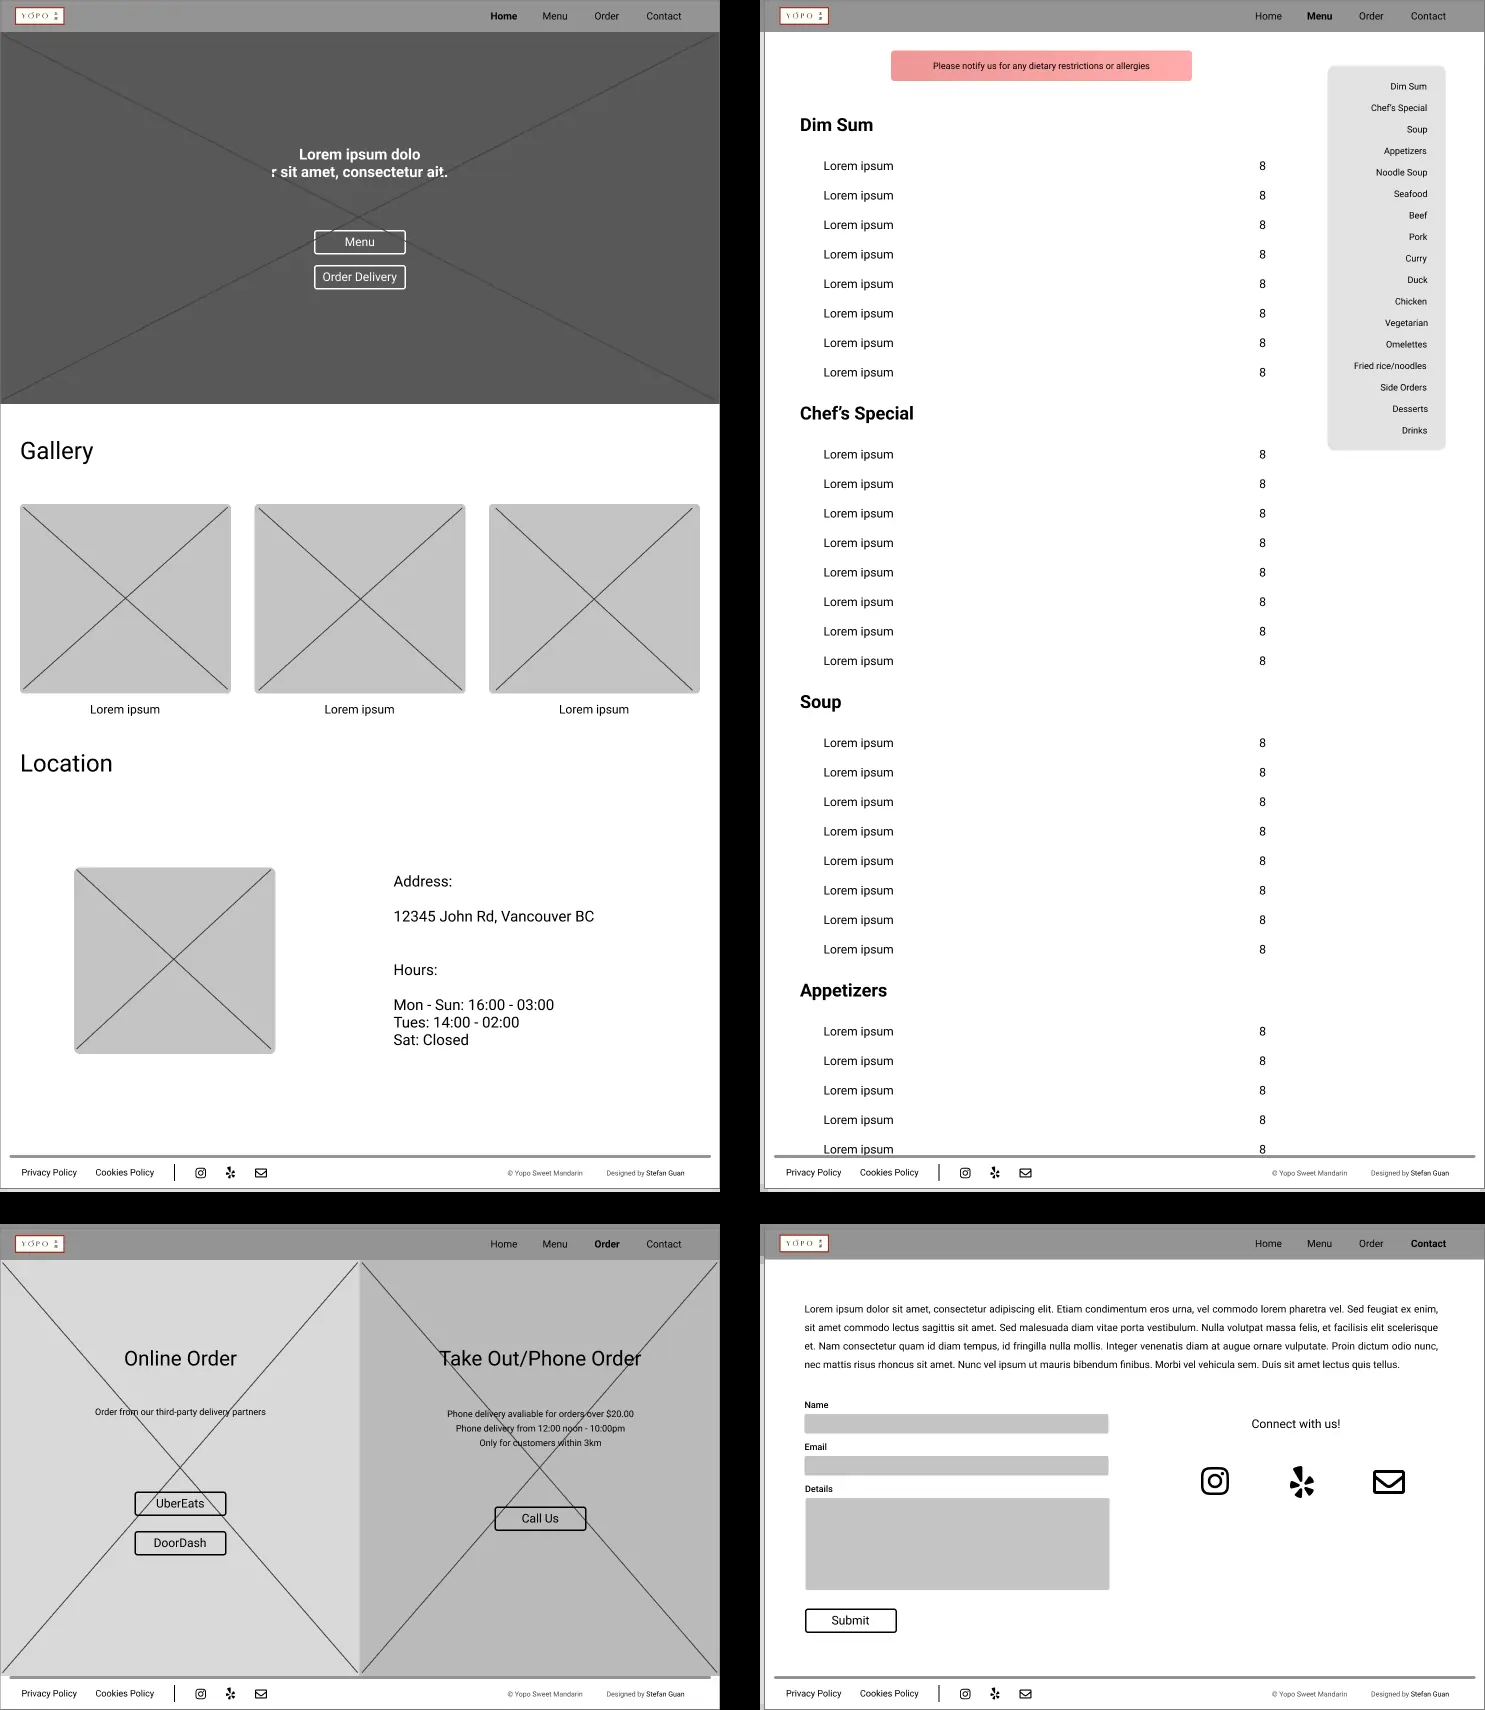 YOPO
Home Menu Order Contact
Lorem ipsum dolo
r sit amet, consectetur ait.
Menu
Order Delivery
Gallery
Lorem ipsum Lorem ipsum Lorem ipsum
Location
Address:
12345 John Rd, Vancouver BC
Hours:
Mon - Sun: 16:00 - 03:00
Tues: 14:00 - 02:00
Sat: Closed
Privacy Policy Cookies Policy © Yopo Sweet Mandarin Designed by Stefan Guan
YOPO
Home Menu Order Contact
Please notify us for any dietary restrictions or allergies
Dim Sum
Lorem ipsum 8
Lorem ipsum 8
Lorem ipsum 8
Lorem ipsum 8
Lorem ipsum 8
Lorem ipsum 8
Lorem ipsum 8
Lorem ipsum 8
Chef’s Special
Lorem ipsum 8
Lorem ipsum 8
Lorem ipsum 8
Lorem ipsum 8
Lorem ipsum 8
Lorem ipsum 8
Lorem ipsum 8
Lorem ipsum 8
Soup
Lorem ipsum 8
Lorem ipsum 8
Lorem ipsum 8
Lorem ipsum 8
Lorem ipsum 8
Lorem ipsum 8
Lorem ipsum 8
Lorem ipsum 8
Appetizers
Lorem ipsum 8
Lorem ipsum 8
Lorem ipsum 8
Lorem ipsum 8
Lorem ipsum 8
Dim Sum
Chef’s Special
Soup
Appetizers
Noodle Soup
Seafood
Beef
Pork
Curry
Duck
Chicken
Vegetarian
Omelettes
Fried rice/noodles
Side Orders
Desserts
Drinks
Privacy Policy Cookies Policy © Yopo Sweet Mandarin Designed by Stefan Guan
YOPO
Home Menu Order Contact
Online Order
Order from our third-party delivery partners
UberEats
DoorDash
Take Out/Phone Order
Phone delivery avaliable for orders over $20.00
Phone delivery from 12:00 noon - 10:00pm
Only for customers within 3km
Call Us
Privacy Policy Cookies Policy © Yopo Sweet Mandarin Designed by Stefan Guan
YOPO
Home Menu Order Contact
Lorem ipsum dolor sit amet, consectetur adipiscing elit. Etiam condimentum eros urna, vel commodo lorem pharetra vel. Sed feugiat ex enim,
sit amet commodo lectus sagittis sit amet. Sed malesuada diam vitae porta vestibulum. Nulla volutpat massa felis, et facilisis elit scelerisque
et. Nam consectetur quam id diam tempus, id fringilla nulla mollis. Integer venenatis diam at augue ornare vulputate. Proin dictum odio nunc,
nec mattis risus rhoncus sit amet. Nunc vel ipsum ut mauris bibendum finibus. Morbi vel vehicula sem. Duis sit amet lectus quis tellus.
Name
Email
Details
Submit
Connect with us!
Privacy Policy Cookies Policy © Yopo Sweet Mandarin Designed by Stefan Guan